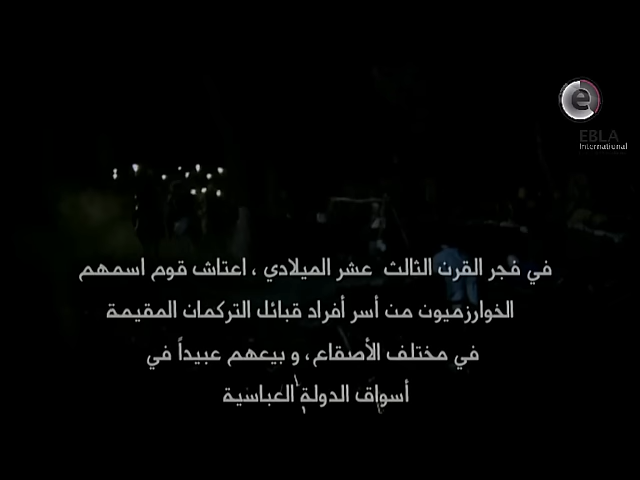 EBLA
International
في فجر القرن الثالث عشر الميلادي ، اعتاش قوم اسمهم
الخوارزميون من أسر أفراد قبائل التركمان المقيمة
في مختلف الأصقاع، و بيعهم عبيداً في
أسواق الدولة العباسية